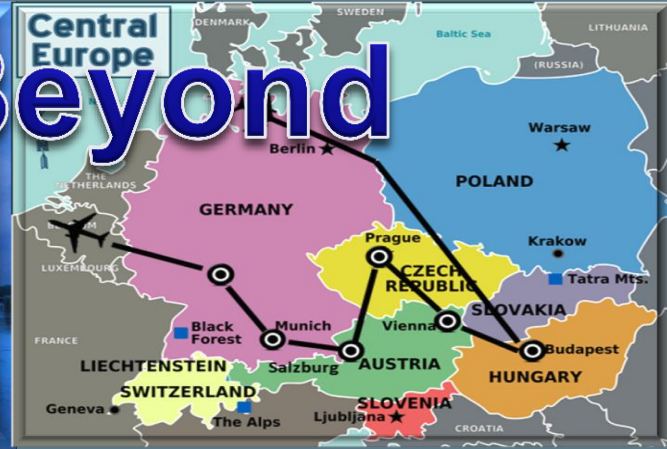 Central
Europe
Beyond
DENMARK
SWEDEN
LITHUANIA
Baltic Sea
(RUSSIA)
Berlin
Warsaw
THE
NETHERLANDS
POLAND
GERMANY
BELGIUM
Prague
Krakow
LUXEMBOURG
CZECH
REPUBLIC
Tatra Mts.
SLOVAKIA
Black
Forest
Munich
Vienna
FRANCE
Budapest
LIECHTENSTEIN
Salzburg
AUSTRIA
HUNGARY
SWITZERLAND
SLOVENIA
Geneva
The Alps
Ljubljana
CROATIA